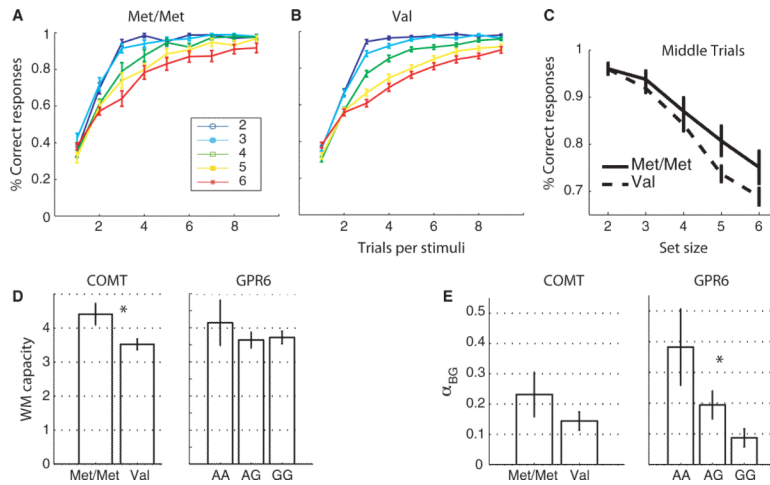 A
Met/Met
% Correct responses
1
0.8
0.6
0.4
0.2
0
2 4 6 8
2
3
4
5
6
B
Val
2 4 6 8
Trials per stimuli
C
Middle Trials
% Correct responses
1
0.9
0.8
0.7
Met/Met
Val
2 3 4 5 6
Set size
D
COMT
GPR6
WM capacity
4
3
2
1
0
*
Met/Met Val
AA AG GG
E
COMT
GPR6
αBG
0.5
0.4
0.3
0.2
0.1
0
*
Met/Met Val
AA AG GG